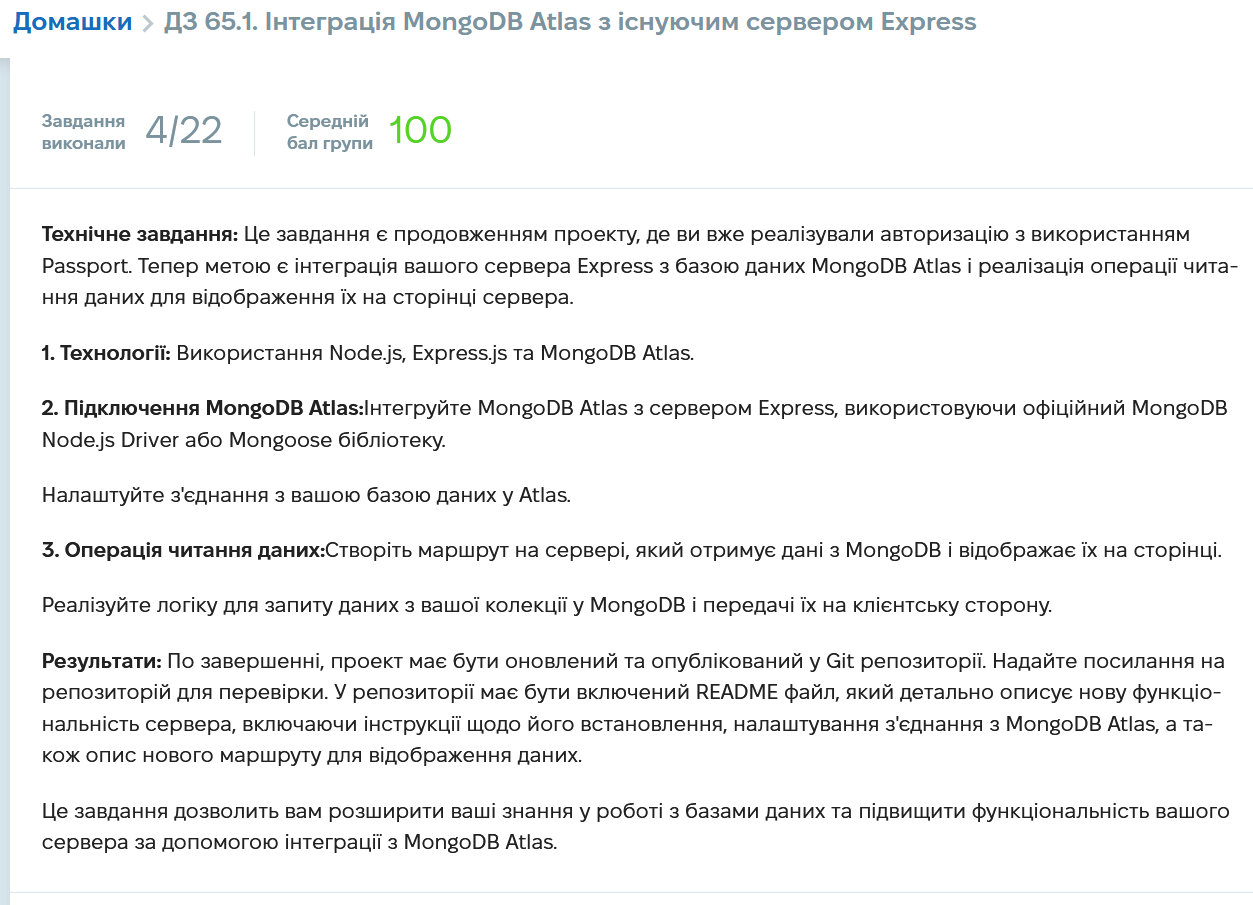 Домашки > ДЗ 65.1. Інтеграція MongoDB Atlas з існуючим сервером Express
Завдання виконали 4/22 Середній бал групи 100
Технічне завдання: Це завдання є продовженням проекту, де ви вже реалізували авторизацію з використанням
Passport. Тепер метою є інтеграція вашого сервера Express з базою даних MongoDB Atlas і реалізація операції чита-
ння даних для відображення їх на сторінці сервера.
1. Технології: Використання Node.js, Express.js та MongoDB Atlas.
2. Підключення MongoDB Atlas:Інтегруйте MongoDB Atlas з сервером Express, використовуючи офіційний MongoDB
Node.js Driver або Mongoose бібліотеку.
Налаштуйте з'єднання з вашою базою даних у Atlas.
3. Операція читання даних:Створіть маршрут на сервері, який отримує дані з MongoDB і відображає їх на сторінці.
Реалізуйте логіку для запиту даних з вашої колекції у MongoDB і передачі їх на клієнтську сторону.
Результати: По завершенні, проект має бути оновлений та опублікований у Git репозиторії. Надайте посилання на
репозиторій для перевірки. У репозиторії має бути включений README файл, який детально описує нову функціо-
нальність сервера, включаючи інструкції щодо його встановлення, налаштування з'єднання з MongoDB Atlas, а та-
кож опис нового маршруту для відображення даних.
Це завдання дозволить вам розширити ваші знання у роботі з базами даних та підвищити функціональність вашого
сервера за допомогою інтеграції з MongoDB Atlas.